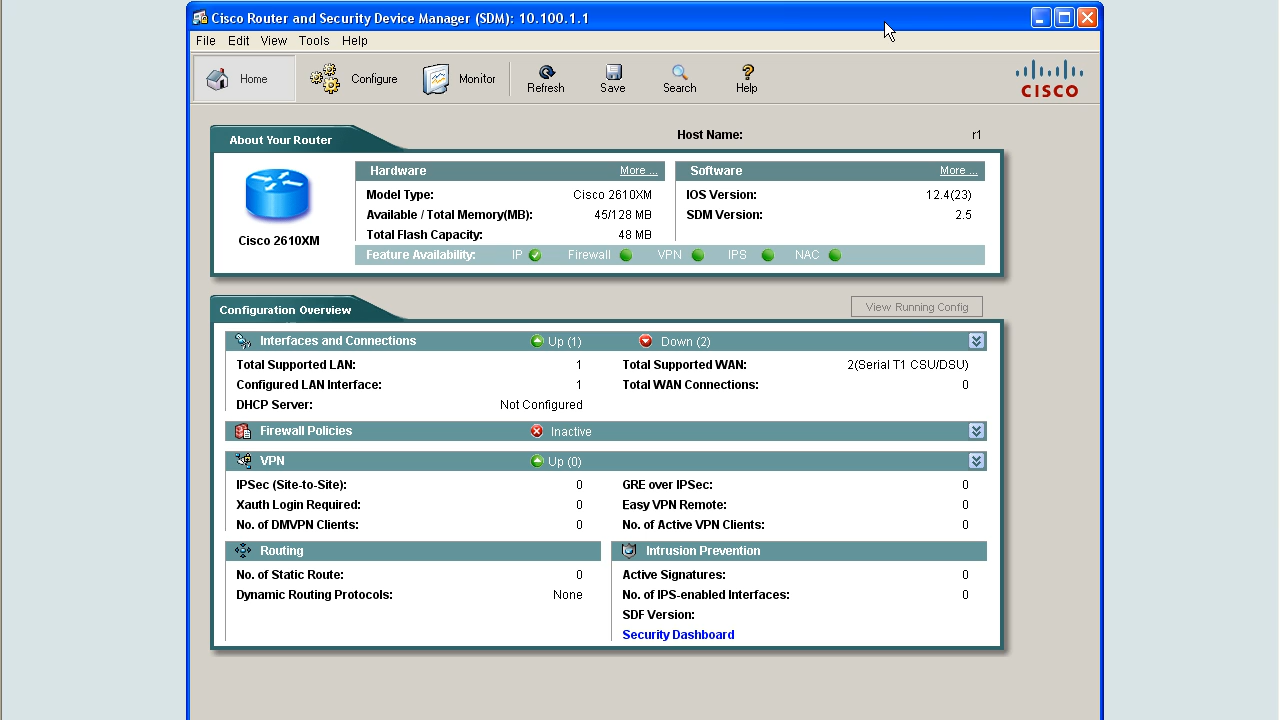 Cisco Router and Security Device Manager (SDM): 10.100.1.1
File Edit View Tools Help
Home Configure Monitor Refresh Save Search Help
CISCO
About Your Router
Host Name: r1
Hardware More ... Software More ...
Model Type: Cisco 2610XM IOS Version: 12.4(23)
Available / Total Memory(MB): 45/128 MB SDM Version: 2.5
Total Flash Capacity: 48 MB
Cisco 2610XM
Feature Availability: IP Firewall VPN IPS NAC
Configuration Overview View Running Config
Interfaces and Connections Up (1) Down (2)
Total Supported LAN: 1 Total Supported WAN: 2(Serial T1 CSU/DSU)
Configured LAN Interface: 1 Total WAN Connections: 0
DHCP Server: Not Configured
Firewall Policies Inactive
VPN Up (0)
IPSec (Site-to-Site): 0 GRE over IPSec: 0
Xauth Login Required: 0 Easy VPN Remote: 0
No. of DMVPN Clients: 0 No. of Active VPN Clients: 0
Routing Intrusion Prevention
No. of Static Route: 0 Active Signatures: 0
Dynamic Routing Protocols: None No. of IPS-enabled Interfaces: 0
SDF Version:
Security Dashboard